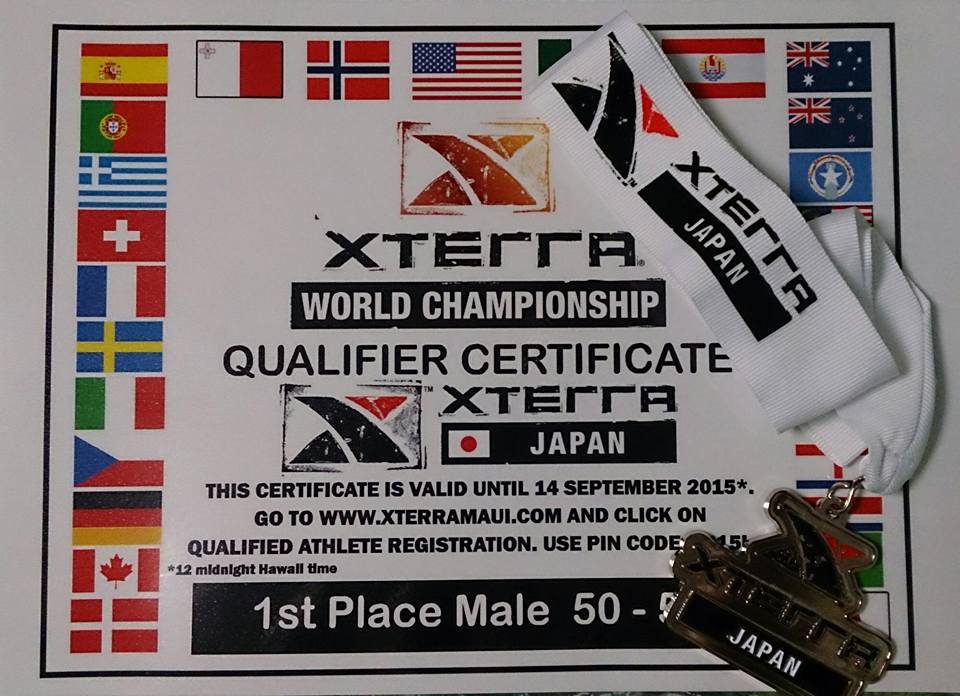 XTERRA®
WORLD CHAMPIONSHIP
QUALIFIER CERTIFICATE
™ XTERRA
JAPAN
THIS CERTIFICATE IS VALID UNTIL 14 SEPTEMBER 2015*.
GO TO WWW.XTERRAMAUI.COM AND CLICK ON
QUALIFIED ATHLETE REGISTRATION. USE PIN CODE
*12 midnight Hawaii time
1st Place Male 50 -
™
XTERRA
JAPAN
XTERRA
JAPAN